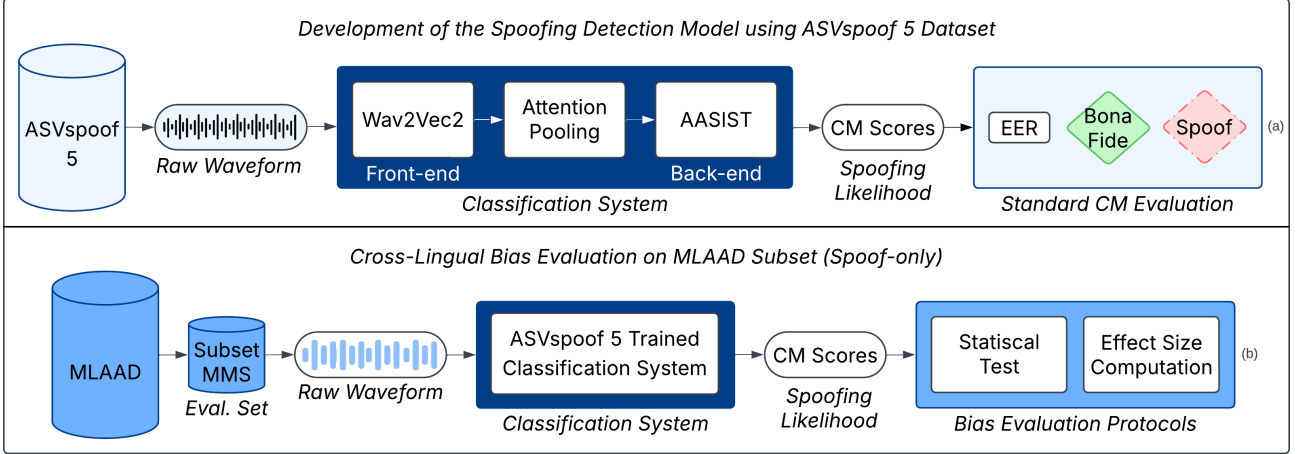 Development of the Spoofing Detection Model using ASVspoof 5 Dataset
ASVspoof
5
Raw Waveform
Wav2Vec2
Attention
Pooling
AASIST
Front-end
Back-end
Classification System
CM Scores
Spoofing
Likelihood
EER
Bona
Fide
Spoof
Standard CM Evaluation
(a)
Cross-Lingual Bias Evaluation on MLAAD Subset (Spoof-only)
MLAAD
Subset
MMS
Eval. Set
Raw Waveform
ASVspoof 5 Trained
Classification System
Classification System
CM Scores
Spoofing
Likelihood
Statiscal
Test
Effect Size
Computation
Bias Evaluation Protocols
(b)